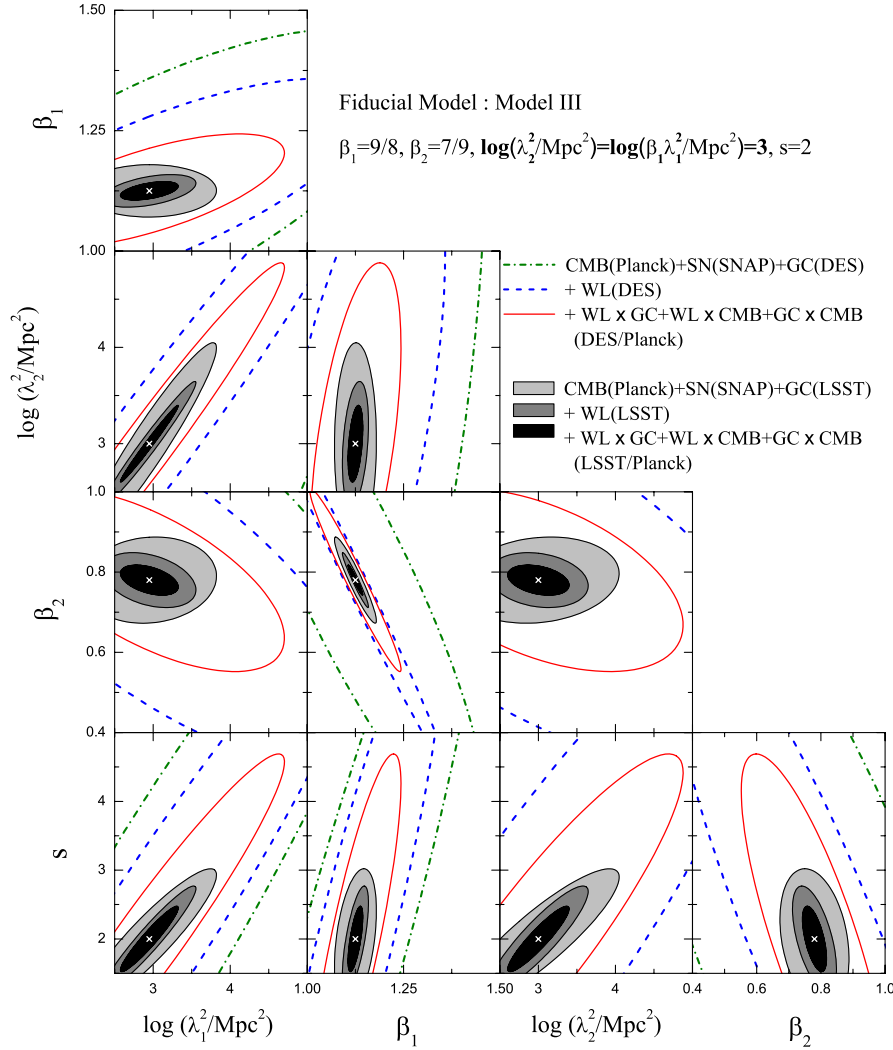 1.50
1.25
1.00
β₁
Fiducial Model : Model III
β₁=9/8, β₂=7/9, log(λ₂²/Mpc²)=log(β₁λ₁²/Mpc²)=3, s=2
4
3
log (λ₂²/Mpc²)
CMB(Planck)+SN(SNAP)+GC(DES)
+ WL(DES)
+ WL x GC+WL x CMB+GC x CMB
(DES/Planck)
CMB(Planck)+SN(SNAP)+GC(LSST)
+ WL(LSST)
+ WL x GC+WL x CMB+GC x CMB
(LSST/Planck)
1.0
0.8
0.6
0.4
β₂
4
3
2
s
3 4 1.00 1.25 1.50 3 4 0.4 0.6 0.8 1.0
log (λ₁²/Mpc²) β₁ log (λ₂²/Mpc²) β₂